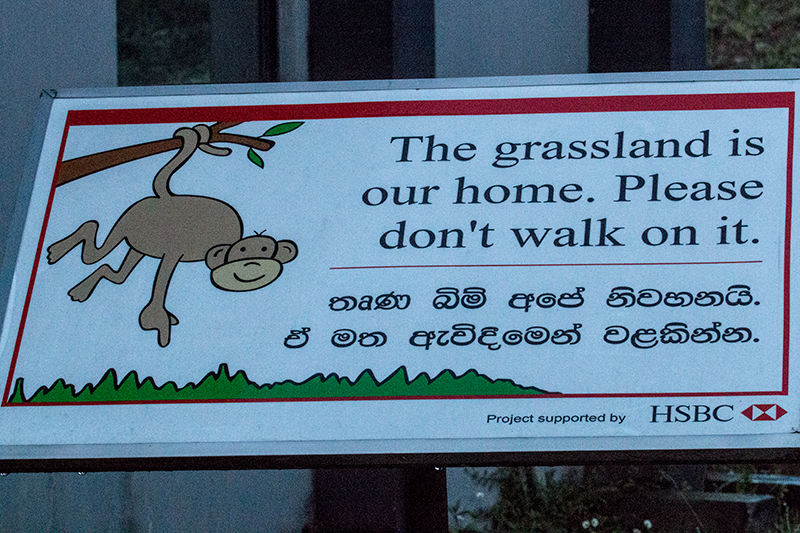 The grassland is
our home. Please
don't walk on it.
තෘණ බිම් අපේ නිවහනයි.
ඒ මත ඇවිදීමෙන් වළකින්න.
Project supported by HSBC